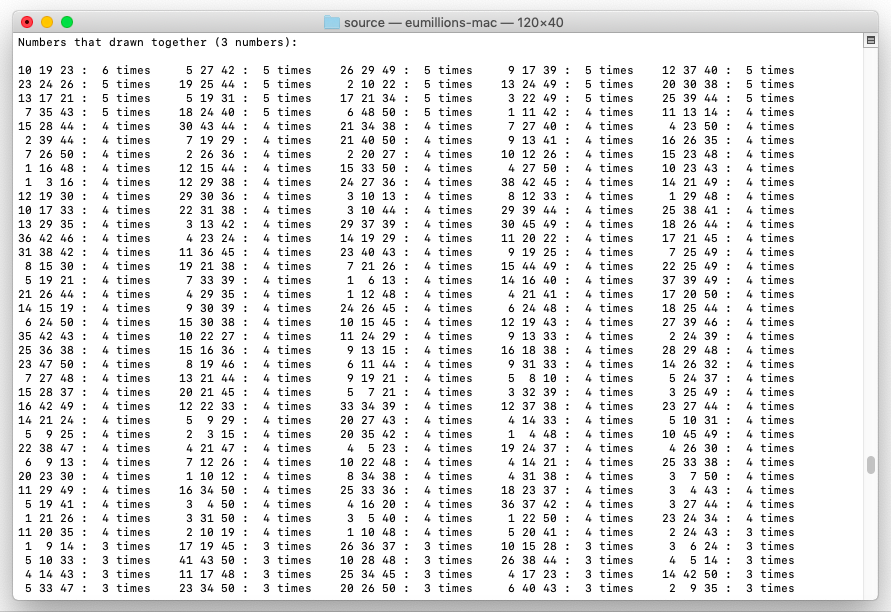 source — eumillions-mac — 120×40
Numbers that drawn together (3 numbers):
10 19 23 :  6 times     5 27 42 :  5 times    26 29 49 :  5 times     9 17 39 :  5 times    12 37 40 :  5 times
23 24 26 :  5 times    19 25 44 :  5 times     2 10 22 :  5 times    13 24 49 :  5 times    20 30 38 :  5 times
13 17 21 :  5 times     5 19 31 :  5 times    17 21 34 :  5 times     3 22 49 :  5 times    25 39 44 :  5 times
 7 35 43 :  5 times    18 24 40 :  5 times     6 48 50 :  5 times     1 11 42 :  4 times    11 13 14 :  4 times
15 28 44 :  4 times    30 43 44 :  4 times    21 34 38 :  4 times     7 27 40 :  4 times     4 23 50 :  4 times
 2 39 44 :  4 times     7 19 29 :  4 times    21 40 50 :  4 times     9 13 41 :  4 times    16 26 35 :  4 times
 7 26 50 :  4 times     2 26 36 :  4 times     2 20 27 :  4 times    10 12 26 :  4 times    15 23 48 :  4 times
 1 16 48 :  4 times    12 15 44 :  4 times    15 33 50 :  4 times     4 27 50 :  4 times    10 23 43 :  4 times
 1  3 16 :  4 times    12 29 38 :  4 times    24 27 36 :  4 times    38 42 45 :  4 times    14 21 49 :  4 times
12 19 30 :  4 times    29 30 36 :  4 times     3 10 13 :  4 times     8 12 33 :  4 times     1 29 48 :  4 times
10 17 33 :  4 times    22 31 38 :  4 times     3 10 44 :  4 times    29 39 44 :  4 times    25 38 41 :  4 times
13 29 35 :  4 times     3 13 42 :  4 times    29 37 39 :  4 times    30 45 49 :  4 times    18 26 44 :  4 times
36 42 46 :  4 times     4 23 24 :  4 times    14 19 29 :  4 times    11 20 22 :  4 times    17 21 45 :  4 times
31 38 42 :  4 times    11 36 45 :  4 times    23 40 43 :  4 times     9 19 25 :  4 times     7 25 49 :  4 times
 8 15 30 :  4 times    19 21 38 :  4 times     7 21 26 :  4 times    15 44 49 :  4 times    22 25 49 :  4 times
 5 19 21 :  4 times     7 33 39 :  4 times     1  6 13 :  4 times    14 16 40 :  4 times    37 39 49 :  4 times
21 26 44 :  4 times     4 29 35 :  4 times     1 12 48 :  4 times     4 21 41 :  4 times    17 20 50 :  4 times
14 15 19 :  4 times     9 30 39 :  4 times    24 26 45 :  4 times     6 24 48 :  4 times    18 25 44 :  4 times
 6 24 50 :  4 times    15 30 38 :  4 times    10 15 45 :  4 times    12 19 43 :  4 times    27 39 46 :  4 times
35 42 43 :  4 times    10 22 27 :  4 times    11 24 29 :  4 times     9 13 33 :  4 times     2 24 39 :  4 times
25 36 38 :  4 times    15 16 36 :  4 times     9 13 15 :  4 times    16 18 38 :  4 times    28 29 48 :  4 times
23 47 50 :  4 times     8 19 46 :  4 times     6 11 44 :  4 times     9 31 33 :  4 times    14 26 32 :  4 times
 7 27 48 :  4 times    13 21 44 :  4 times     9 19 21 :  4 times     5  8 10 :  4 times     5 24 37 :  4 times
15 28 37 :  4 times    20 21 45 :  4 times     5  7 21 :  4 times     3 32 39 :  4 times     3 25 49 :  4 times
16 42 49 :  4 times    12 22 33 :  4 times    33 34 39 :  4 times    12 37 38 :  4 times    23 27 44 :  4 times
14 21 24 :  4 times     5  9 29 :  4 times    20 27 43 :  4 times     4 14 33 :  4 times     5 10 31 :  4 times
 5  9 25 :  4 times     2  3 15 :  4 times    20 35 42 :  4 times     1  4 48 :  4 times    10 45 49 :  4 times
22 38 47 :  4 times     4 21 47 :  4 times     4  5 23 :  4 times    19 24 37 :  4 times     4 26 30 :  4 times
 6  9 13 :  4 times     7 12 26 :  4 times    10 22 48 :  4 times     4 14 21 :  4 times    25 33 38 :  4 times
20 23 30 :  4 times     1 10 12 :  4 times     8 34 38 :  4 times     4 31 38 :  4 times     3  7 50 :  4 times
11 29 49 :  4 times    16 34 50 :  4 times    25 33 36 :  4 times    18 23 37 :  4 times     3  4 43 :  4 times
 5 19 41 :  4 times     3  4 50 :  4 times     4 16 20 :  4 times    36 37 42 :  4 times     3 27 44 :  4 times
 1 21 26 :  4 times     3 31 50 :  4 times     3  5 40 :  4 times     1 22 50 :  4 times    23 24 34 :  4 times
11 20 35 :  4 times     2 10 19 :  4 times     1 10 48 :  4 times     5 20 41 :  4 times     2 24 43 :  3 times
 1  9 14 :  3 times    17 19 45 :  3 times    26 36 37 :  3 times    10 15 28 :  3 times     3  6 24 :  3 times
 5 10 33 :  3 times    41 43 50 :  3 times    10 28 48 :  3 times    26 38 44 :  3 times     4  5 14 :  3 times
 4 14 43 :  3 times    11 17 48 :  3 times    25 34 45 :  3 times     4 17 23 :  3 times    14 42 50 :  3 times
 5 33 47 :  3 times    23 34 50 :  3 times    20 26 50 :  3 times     6 40 43 :  3 times     2  9 35 :  3 times